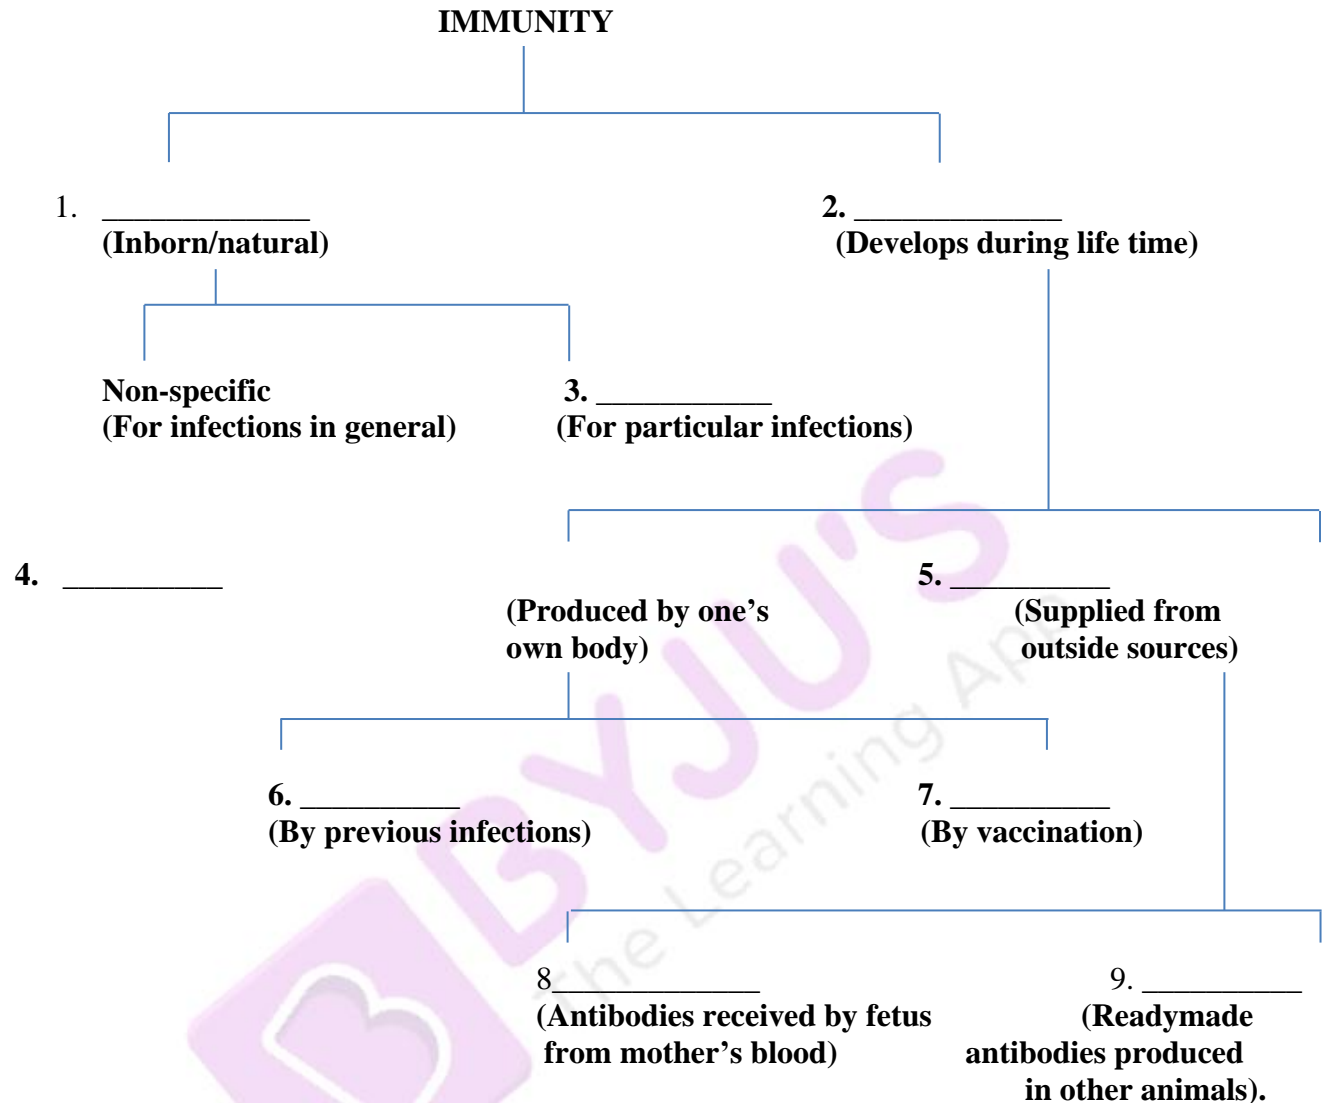 IMMUNITY
1. _____________ 2. _____________
(Inborn/natural) (Develops during life time)
Non-specific 3. ___________
(For infections in general) (For particular infections)
4. __________ 5. __________
(Produced by one’s (Supplied from
own body) outside sources)
6. __________ 7. __________
(By previous infections) (By vaccination)
8_____________ 9. __________
(Antibodies received by fetus (Readymade
from mother’s blood) antibodies produced
in other animals).
BYJU'S
The Learning App